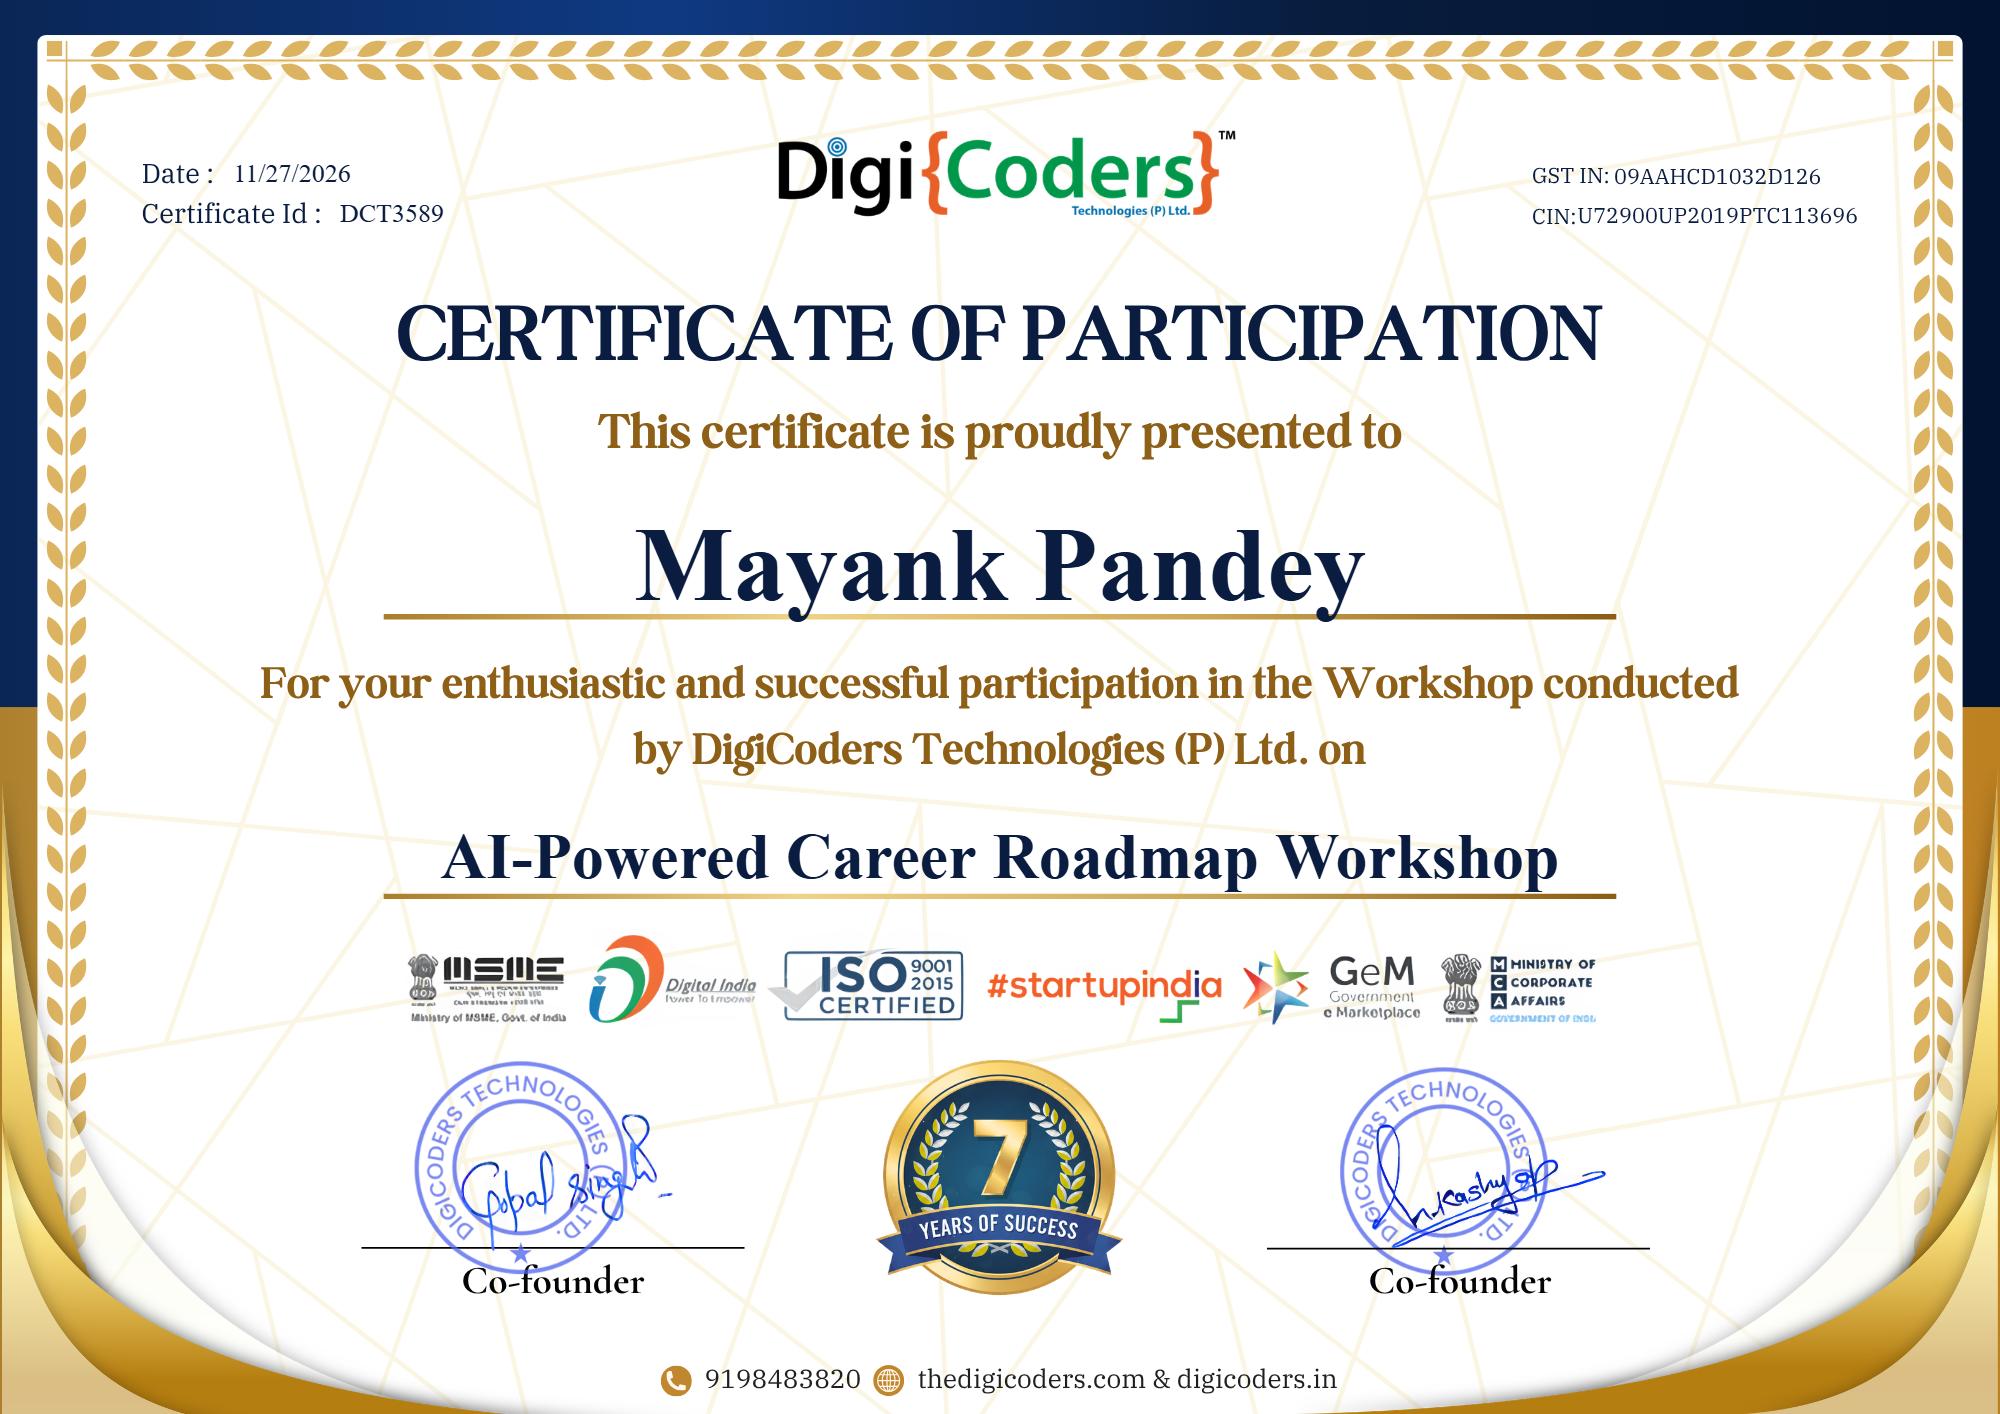 Date : 11/27/2026
Certificate Id : DCT3589
Digi{Coders}™
Technologies (P) Ltd.
GST IN: 09AAHCD1032D126
CIN:U72900UP2019PTC113696
CERTIFICATE OF PARTICIPATION
This certificate is proudly presented to
Mayank Pandey
For your enthusiastic and successful participation in the Workshop conducted
by DigiCoders Technologies (P) Ltd. on
AI-Powered Career Roadmap Workshop
MSME
Ministry of MSME, Govt. of India
Digital India
Power To Empower
ISO 9001 2015
CERTIFIED
#startupindia
GeM
Government
e Marketplace
M MINISTRY OF
C CORPORATE
A AFFAIRS
GOVERNMENT OF
DIGICODERS TECHNOLOGIES LTD.
Gopal Singh
Co-founder
7
YEARS OF SUCCESS
DIGICODERS TECHNOLOGIES LTD.
Kashyap
Co-founder
9198483820 thedigicoders.com & digicoders.in